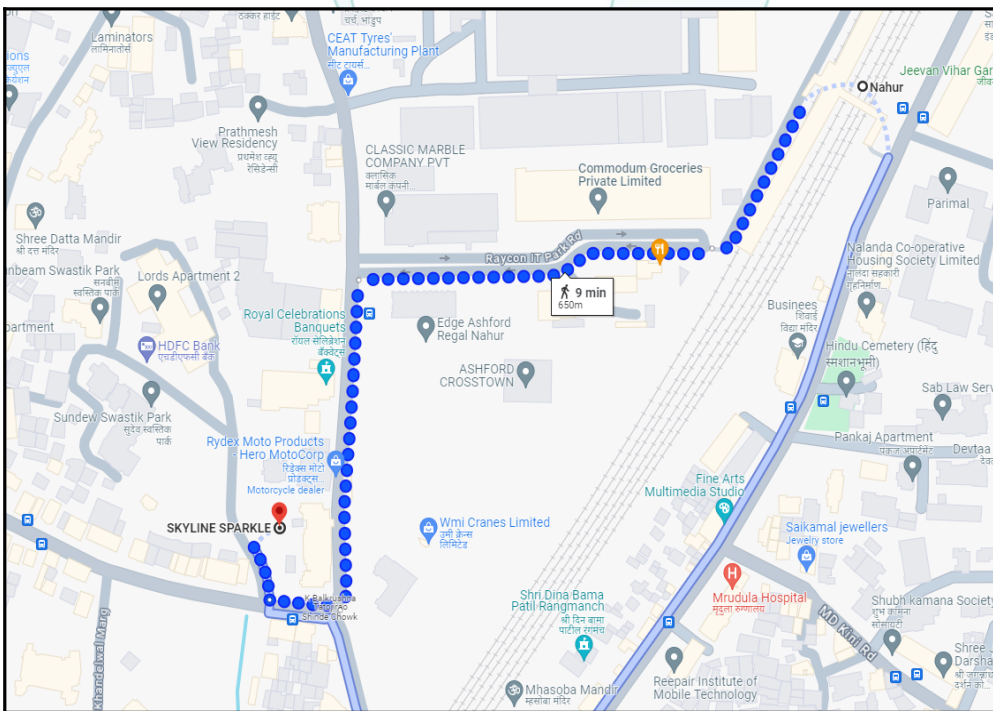 ठक्कर हाईट
चर्च, भांडुप
Laminators
लामिनातोर्स
CEAT Tyres'
Manufacturing Plant
सीट टायर्स...
Nahur
Jeevan Vihar Gar
Prathmesh
View Residency
प्रथमेश व्ह्यु
रेसिडेन्सी
CLASSIC MARBLE
COMPANY PVT
क्लासिक
मार्बल कंपनी...
Commodum Groceries
Private Limited
Parimal
Shree Datta Mandir
श्री दत्त मंदिर
Raycon IT Park Rd
Nalanda Co-operative
Housing Society Limited
नालंदा सहकारी
गृहनिर्माण...
nbeam Swastik Park
सनबीम
स्वस्तिक पार्क
Lords Apartment 2
9 min
650m
Royal Celebrations
Banquets
रॉयल सेलिब्रेशन
बँक्वेट्स
Businees
शिवाई
विद्या मंदिर
partment
Edge Ashford
Regal Nahur
HDFC Bank
एचडीएफसी बँक
Hindu Cemetery (हिंदु
स्मशानभूमी)
ASHFORD
CROSSTOWN
Sab Law Serv
Sundew Swastik Park
सुदेव स्वस्तिक
पार्क
Rydex Moto Products
- Hero MotoCorp
रिडेक्स मोटो
प्रोडक्ट्स...
Motorcycle dealer
Pankaj Apartment
पंकज अपार्टमेंट
Devtaa
Fine Arts
Multimedia Studio
SKYLINE SPARKLE
Wmi Cranes Limited
उमी क्रेन्स
लिमिटेड
Saikamal jewellers
Jewelry store
H
Mrudula Hospital
मृदुला रुग्णालय
K Balkrushna
Shinde Chowk
Shri Dina Bama
Patil Rangmanch
श्री दिन बामा
पाटील रंगमंच
Shubh kamana Society
शुभ कामना
सोसायटी
Khandelwal Marg
MD Kini Rd
Shree J
Darsha
श्री जगन्नाथ
दर्शन को...
Reepair Institute of
Mobile Technology
Mhasoba Mandir
म्हसोबा मंदिर